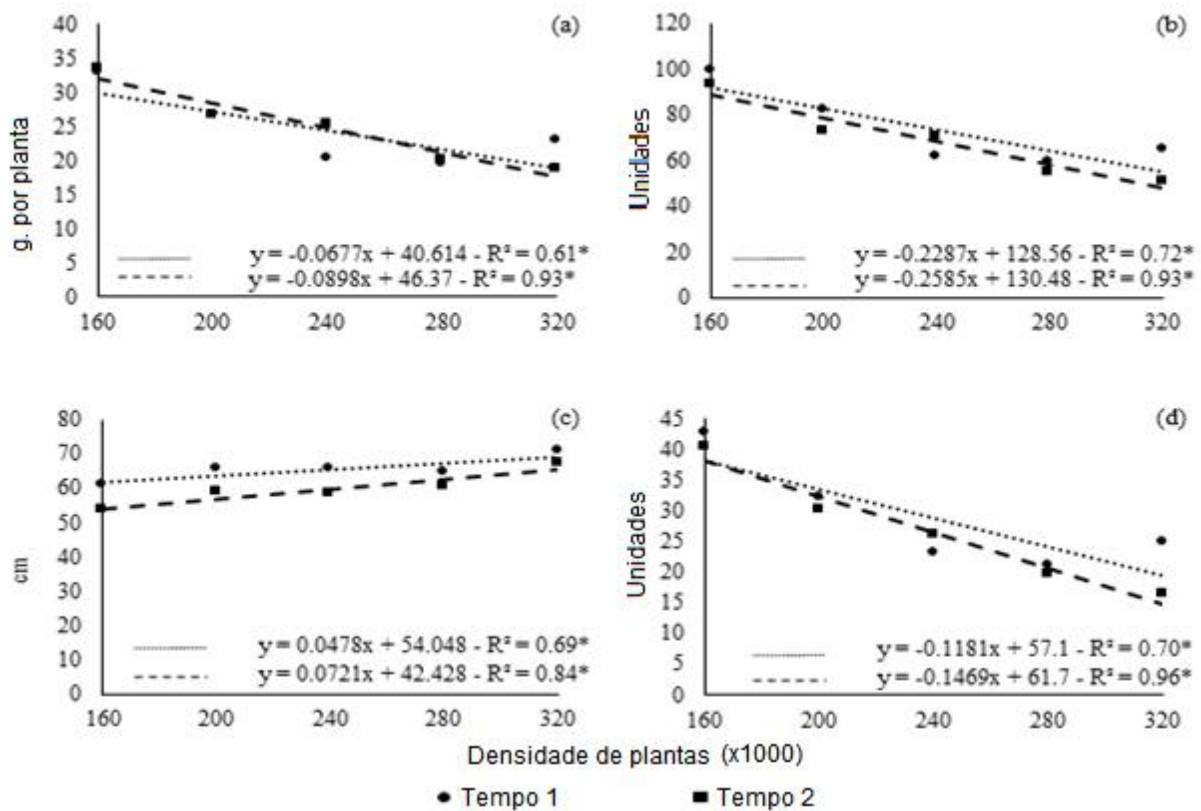 (a)
40
35
30
25
20
15
10
5
0
g. por planta
y = -0.0677x + 40.614 - R² = 0.61*
y = -0.0898x + 46.37 - R² = 0.93*
160 200 240 280 320
(b)
120
100
80
60
40
20
0
Unidades
y = -0.2287x + 128.56 - R² = 0.72*
y = -0.2585x + 130.48 - R² = 0.93*
160 200 240 280 320
(c)
80
70
60
50
40
30
20
10
0
cm
y = 0.0478x + 54.048 - R² = 0.69*
y = 0.0721x + 42.428 - R² = 0.84*
160 200 240 280 320
(d)
45
40
35
30
25
20
15
10
5
0
Unidades
y = -0.1181x + 57.1 - R² = 0.70*
y = -0.1469x + 61.7 - R² = 0.96*
160 200 240 280 320
Densidade de plantas (x1000)
Tempo 1 Tempo 2